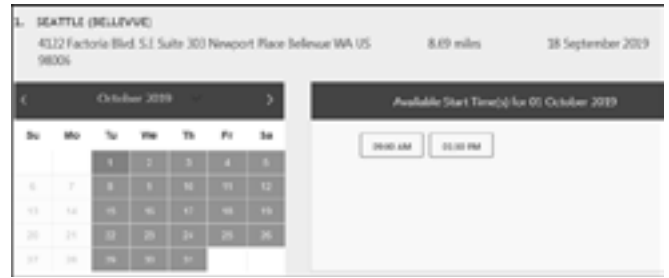 1. SEATTLE (BELLEVUE)
4122 Factoria Blvd. S.E Suite 303 Newport Place Bellevue WA US 8.69 miles 18 September 2019
98006
< October 2019 > Available Start Time(s) for 01 October 2019
Su Mo Tu We Th Fr Sa
09:00 AM 01:30 PM
1 2 3 4 5
6 7 8 9 10 11 12
13 14 15 16 17 18 19
20 21 22 23 24 25 26
27 28 29 30 31